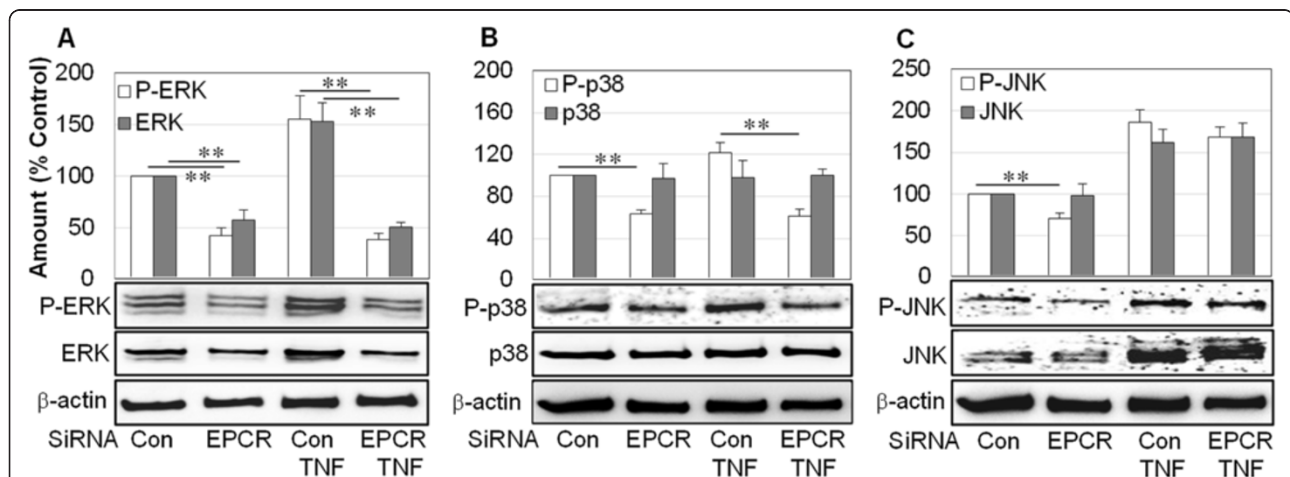 A
Amount (% Control)
200
150
100
50
0
P-ERK
ERK
**
**
**
**
P-ERK
ERK
β-actin
SiRNA Con EPCR Con EPCR
TNF TNF
B
200
160
120
80
40
0
P-p38
p38
**
**
P-p38
p38
β-actin
Con EPCR Con EPCR
TNF TNF
C
250
200
150
100
50
0
P-JNK
JNK
**
P-JNK
JNK
β-actin
Con EPCR Con EPCR
TNF TNF